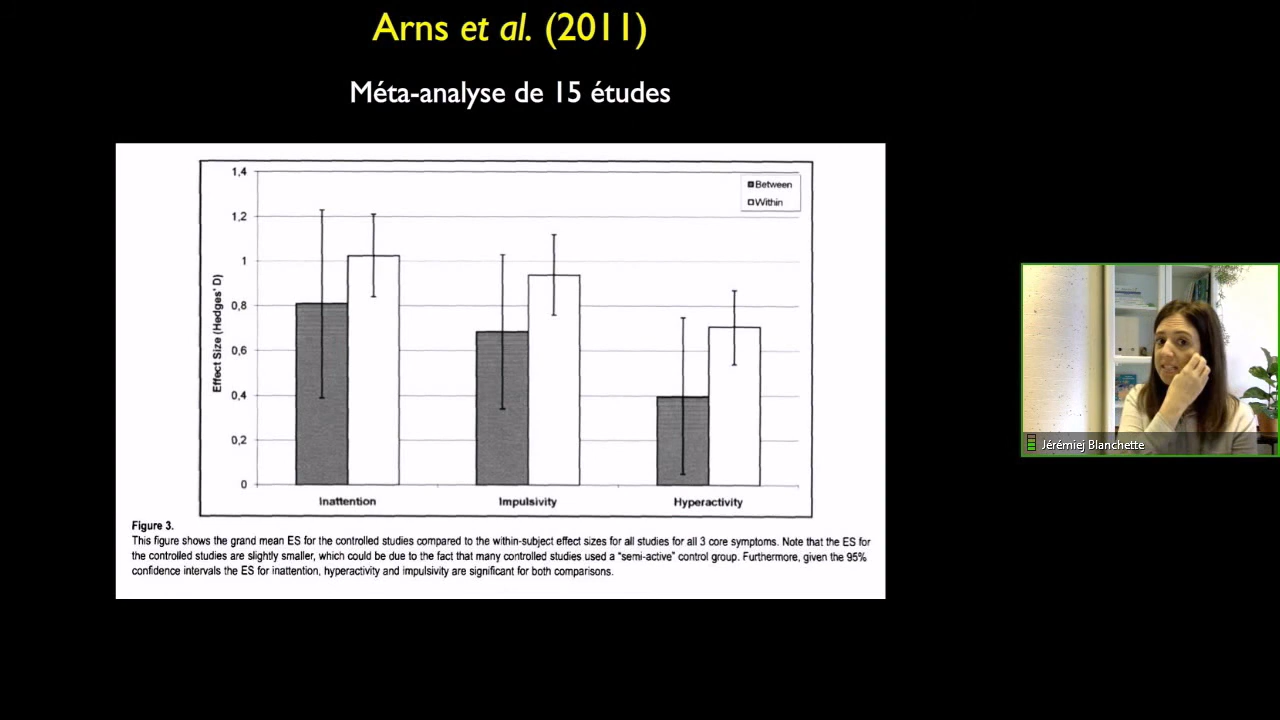 Arns et al. (2011)
Méta-analyse de 15 études
1,4
1,2
1
0,8
0,6
0,4
0,2
0
Effect Size (Hedges' D)
Between
Within
Inattention
Impulsivity
Hyperactivity
Figure 3.
This figure shows the grand mean ES for the controlled studies compared to the within-subject effect sizes for all studies for all 3 core symptoms. Note that the ES for
the controlled studies are slightly smaller, which could be due to the fact that many controlled studies used a "semi-active" control group. Furthermore, given the 95%
confidence intervals the ES for inattention, hyperactivity and impulsivity are significant for both comparisons.
Jérémiej Blanchette